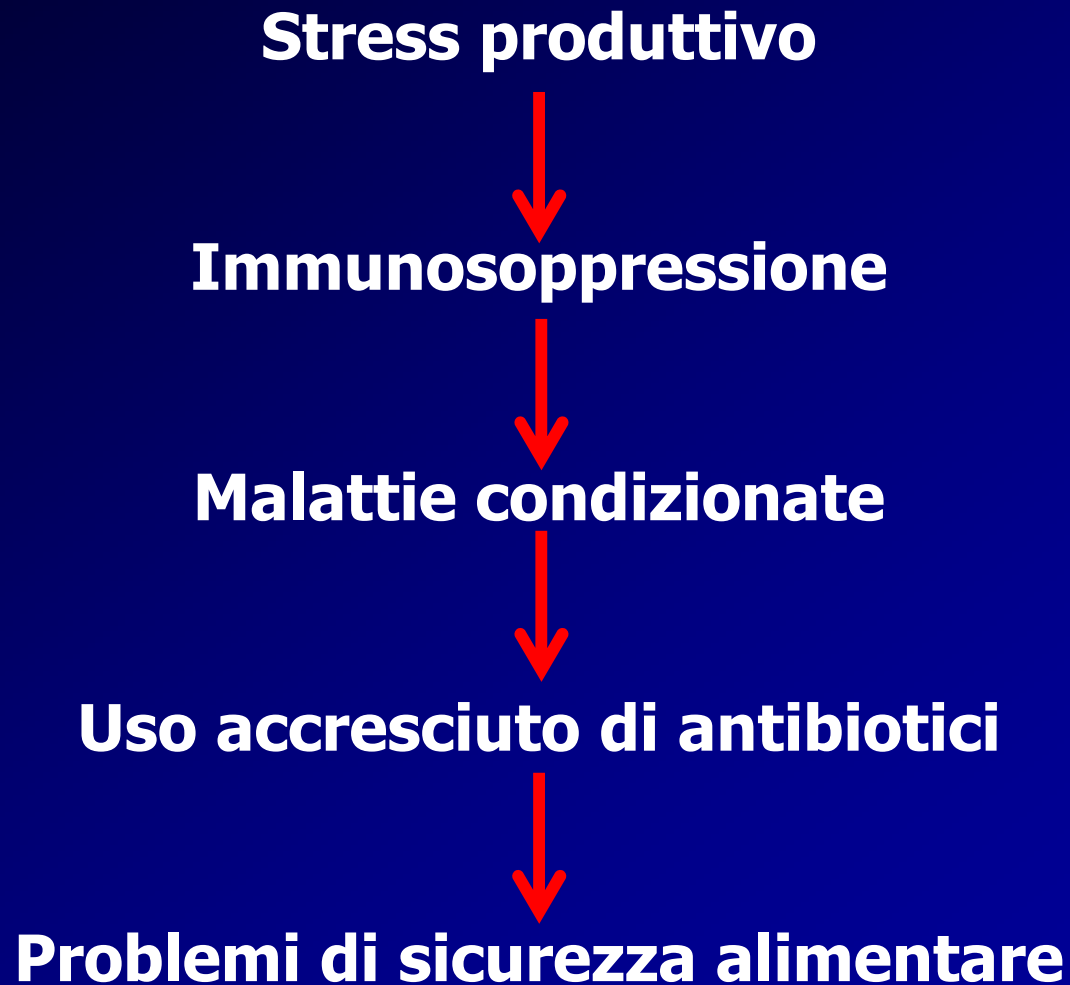 Stress produttivo
Immunosoppressione
Malattie condizionate
Uso accresciuto di antibiotici
Problemi di sicurezza alimentare